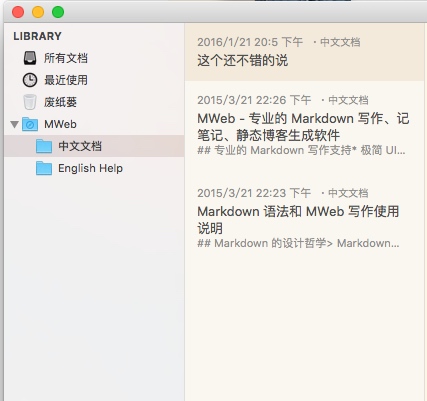 LIBRARY
所有文档
最近使用
废纸蒌
MWeb
中文文档
English Help
2016/1/21 20:5 下午 ・中文文档
这个还不错的说
2015/3/21 22:26 下午 ・中文文档
MWeb - 专业的 Markdown 写作、记
笔记、静态博客生成软件
## 专业的 Markdown 写作支持* 极简 UI...
2015/3/21 22:23 下午 ・中文文档
Markdown 语法和 MWeb 写作使用
说明
## Markdown 的设计哲学> Markdown...